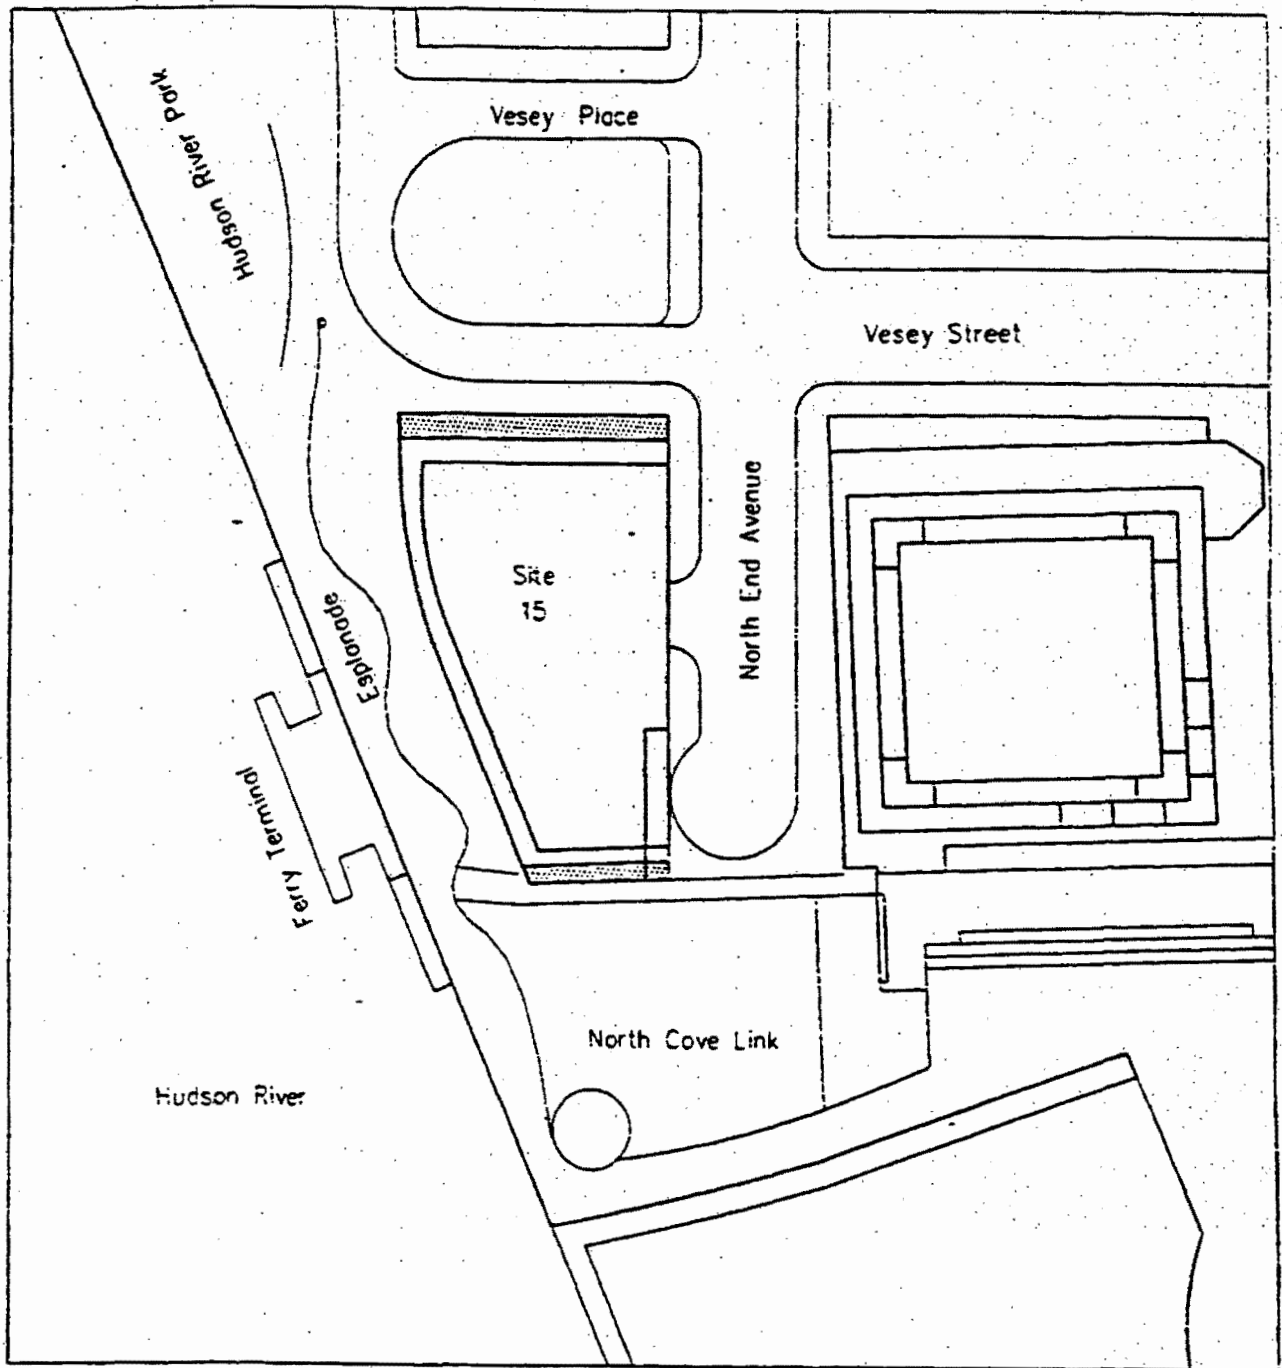 Vesey Place
Hudson River Park
Vesey Street
North End Avenue
Site
15
Esplanade
Ferry Terminal
North Cove Link
Hudson River